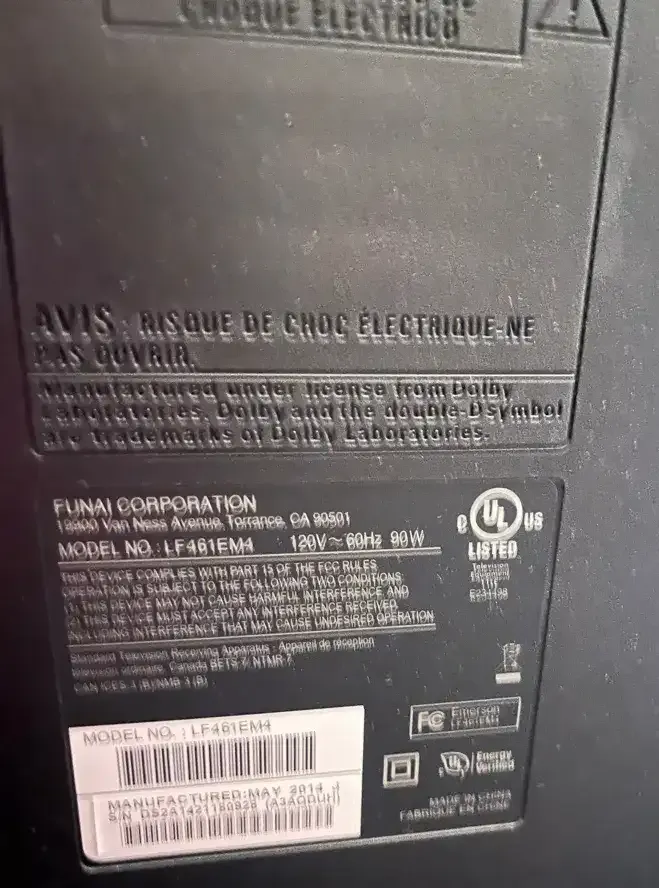 CHOQUE ELÉCTRICO
AVIS : RISQUE DE CHOC ÉLECTRIQUE-NE
PAS OUVRIR.
Manufactured under license from Dolby
Laboratories. Dolby and the double-D symbol
are trademarks of Dolby Laboratories.
FUNAI CORPORATION
19900 Van Ness Avenue, Torrance, CA 90501
MODEL NO.: LF461EM4 120V ~ 60Hz 90W
C UL US
LISTED
Television
Equipment
THIS DEVICE COMPLIES WITH PART 15 OF THE FCC RULES
OPERATION IS SUBJECT TO THE FOLLOWING TWO CONDITIONS
(1) THIS DEVICE MAY NOT CAUSE HARMFUL INTERFERENCE, AND
(2) THIS DEVICE MUST ACCEPT ANY INTERFERENCE RECEIVED,
INCLUDING INTERFERENCE THAT MAY CAUSE UNDESIRED OPERATION
Standard Television Receiving Apparatus - Appareil de réception
télévision ordinaire, Canada BETS-7 / NTMR-7
CAN ICES-3 (B)/NMB-3 (B)
FC Emerson
LF461EM4
UL Energy
Verified
MADE IN CHINA
FABRIQUÉ EN CHINE
MODEL NO. : LF461EM4
MANUFACTURED: MAY 2014
S/N